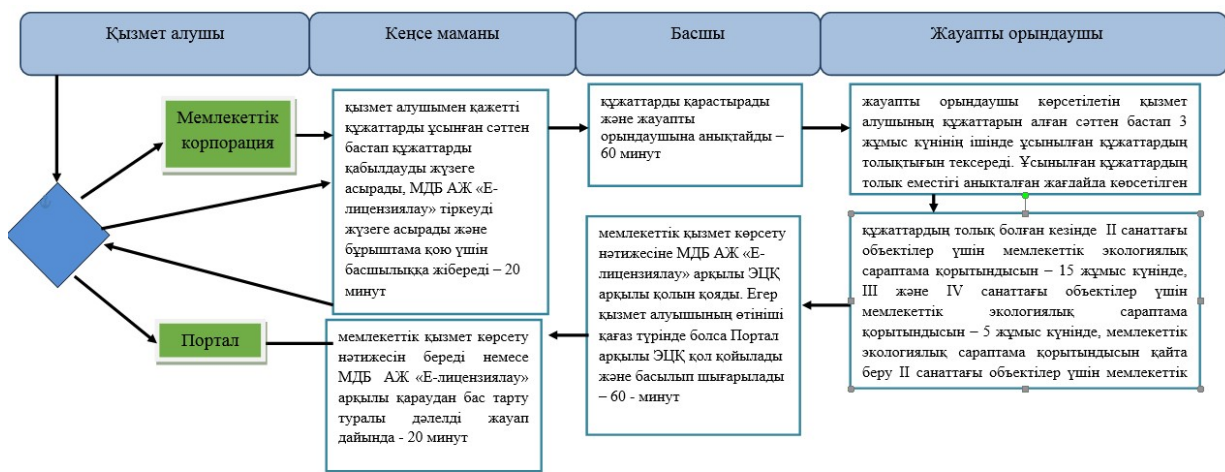 Қызмет алушы
Кеңсе маманы
Басшы
Жауапты орындаушы
Мемлекеттік
корпорация
қызмет алушымен қажетті
құжаттарды ұсынған сәттен
бастап құжаттарды
қабылдауды жүзеге
асырады, МДБ АЖ «Е-
лицензиялау» тіркеуді
жүзеге асырады және
бұрыштама қою үшін
басшылыққа жібереді – 20
минут
құжаттарды қарастырады
және жауапты
орындаушына анықтайды –
60 минут
жауапты орындаушы көрсетілетін қызмет
алушының құжаттарын алған сәттен бастап 3
жұмыс күнінің ішінде ұсынылған құжаттардың
толықтығын тексереді. Ұсынылған құжаттардың
толық еместігі анықталған жағдайда көрсетілген
құжаттардың толық болған кезінде II санаттағы
объектілер үшін мемлекеттік экологиялық
сараптама қорытындысын – 15 жұмыс күнінде,
III және IV санаттағы объектілер үшін
мемлекеттік экологиялық сараптама
қорытындысын – 5 жұмыс күнінде, мемлекеттік
экологиялық сараптама қорытындысын қайта
беру II санаттағы объектілер үшін мемлекеттік
мемлекеттік қызмет көрсету
нәтижесіне МДБ АЖ «Е-
лицензиялау» арқылы ЭЦҚ
арқылы қолын қояды. Егер
қызмет алуышының өтініші
қағаз түрінде болса Портал
арқылы ЭЦҚ қол қойылады
және басылып шығарылады
– 60 - минут
Портал
мемлекеттік қызмет көрсету
нәтижесін береді немесе
МДБ АЖ «Е-лицензиялау»
арқылы қараудан бас тарту
туралы дәлелді жауап
дайында - 20 минут